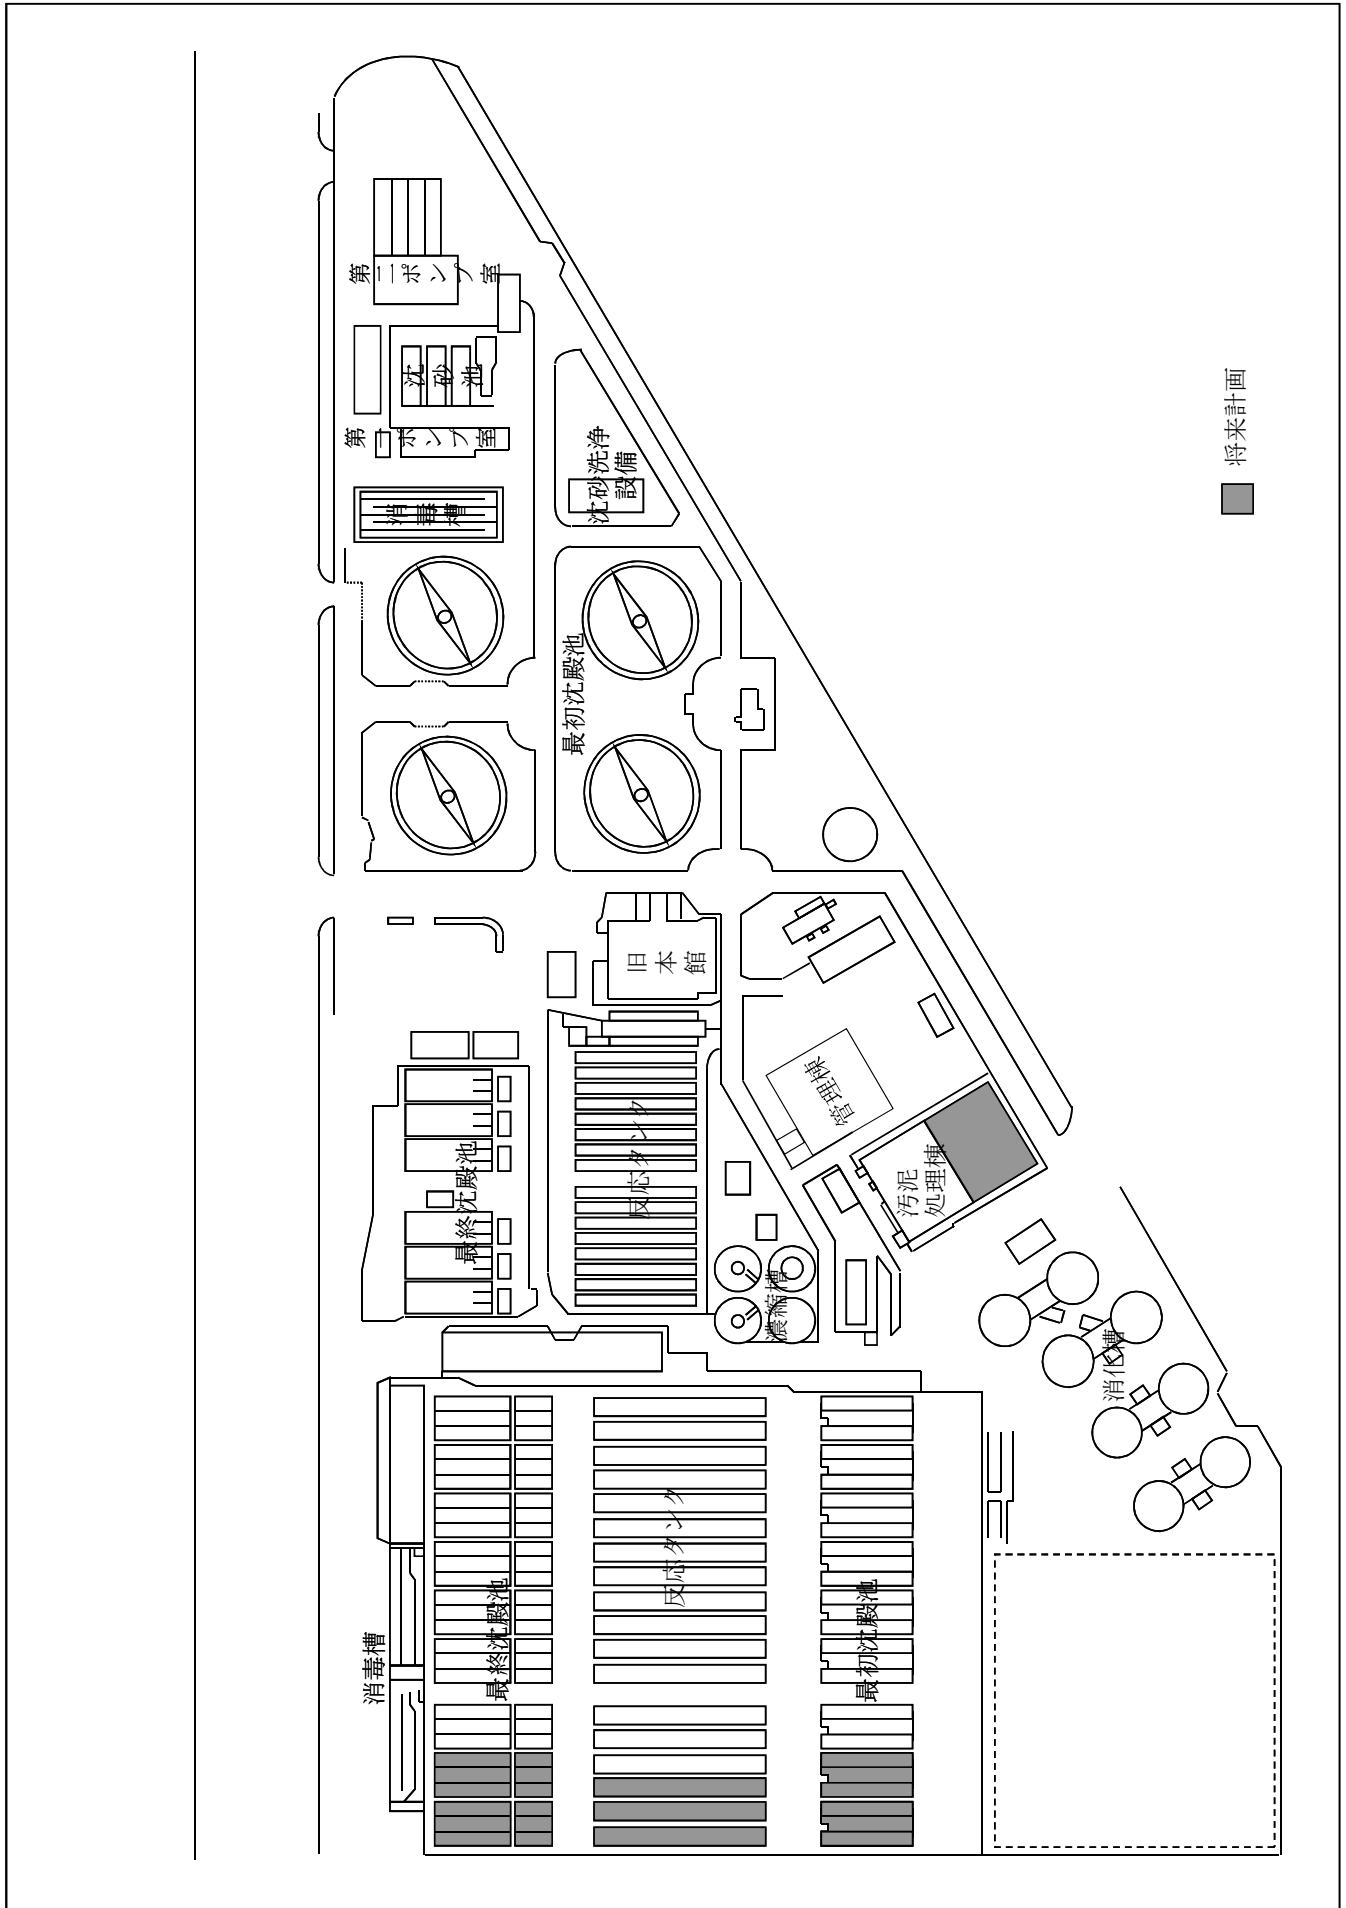 第二ポンプ室
沈砂池
第一ポンプ室
消毒槽
沈砂洗浄
設備
最初沈殿池
将来計画
旧本館
管理棟
反応タンク
最終沈殿池
汚泥
処理棟
濃縮槽
消化槽
反応タンク
最終沈殿池
最初沈殿池
消毒槽